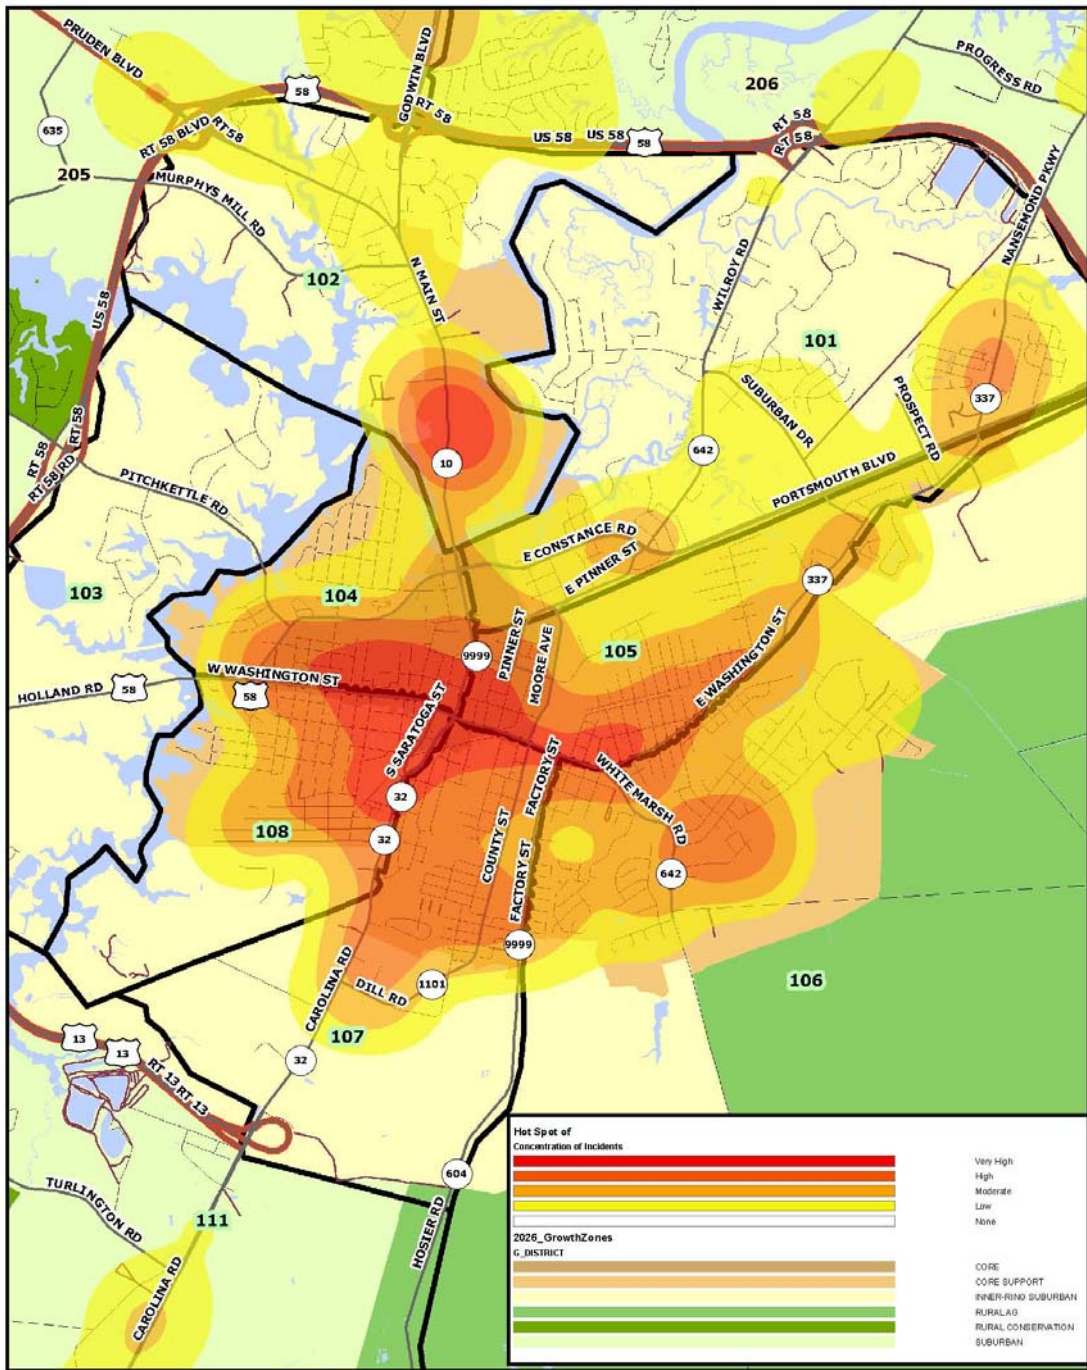 PRUDEN BLVD
GODWIN BLVD
PROGRESS RD
58
RT 58
206
635
RT 58 BLVD
RT58
US 58
US 58
58
RT 58
RT 58
205
MURPHYS MILL RD
NANSEMOND PKWY
102
N MAIN ST
WILROY RD
US 58
101
SUBURBAN DR
PROSPECT RD
337
RT 58
RT 58
RT 58 RD
10
642
PITCHKETTLE RD
PORTSMOUTH BLVD
E CONSTANCE RD
E PINNER ST
103
104
337
9999
PINNER ST
MOORE AVE
105
E WASHINGTON ST
W WASHINGTON ST
HOLLAND RD
58
58
S SARATOGA ST
FACTORY ST
WHITE MARSH RD
32
108
32
COUNTY ST
FACTORY ST
642
9999
DILL RD
1101
106
CAROLINA RD
107
32
13
13
RT 13
RT 13
604
TURLINGTON RD
111
HOSIER RD
CAROLINA RD
Hot Spot of
Concentration of Incidents
Very High
High
Moderate
Low
None
2026_GrowthZones
G_DISTRICT
CORE
CORE SUPPORT
INNER-RING SUBURBAN
RURAL AG
RURAL CONSERVATION
SUBURBAN